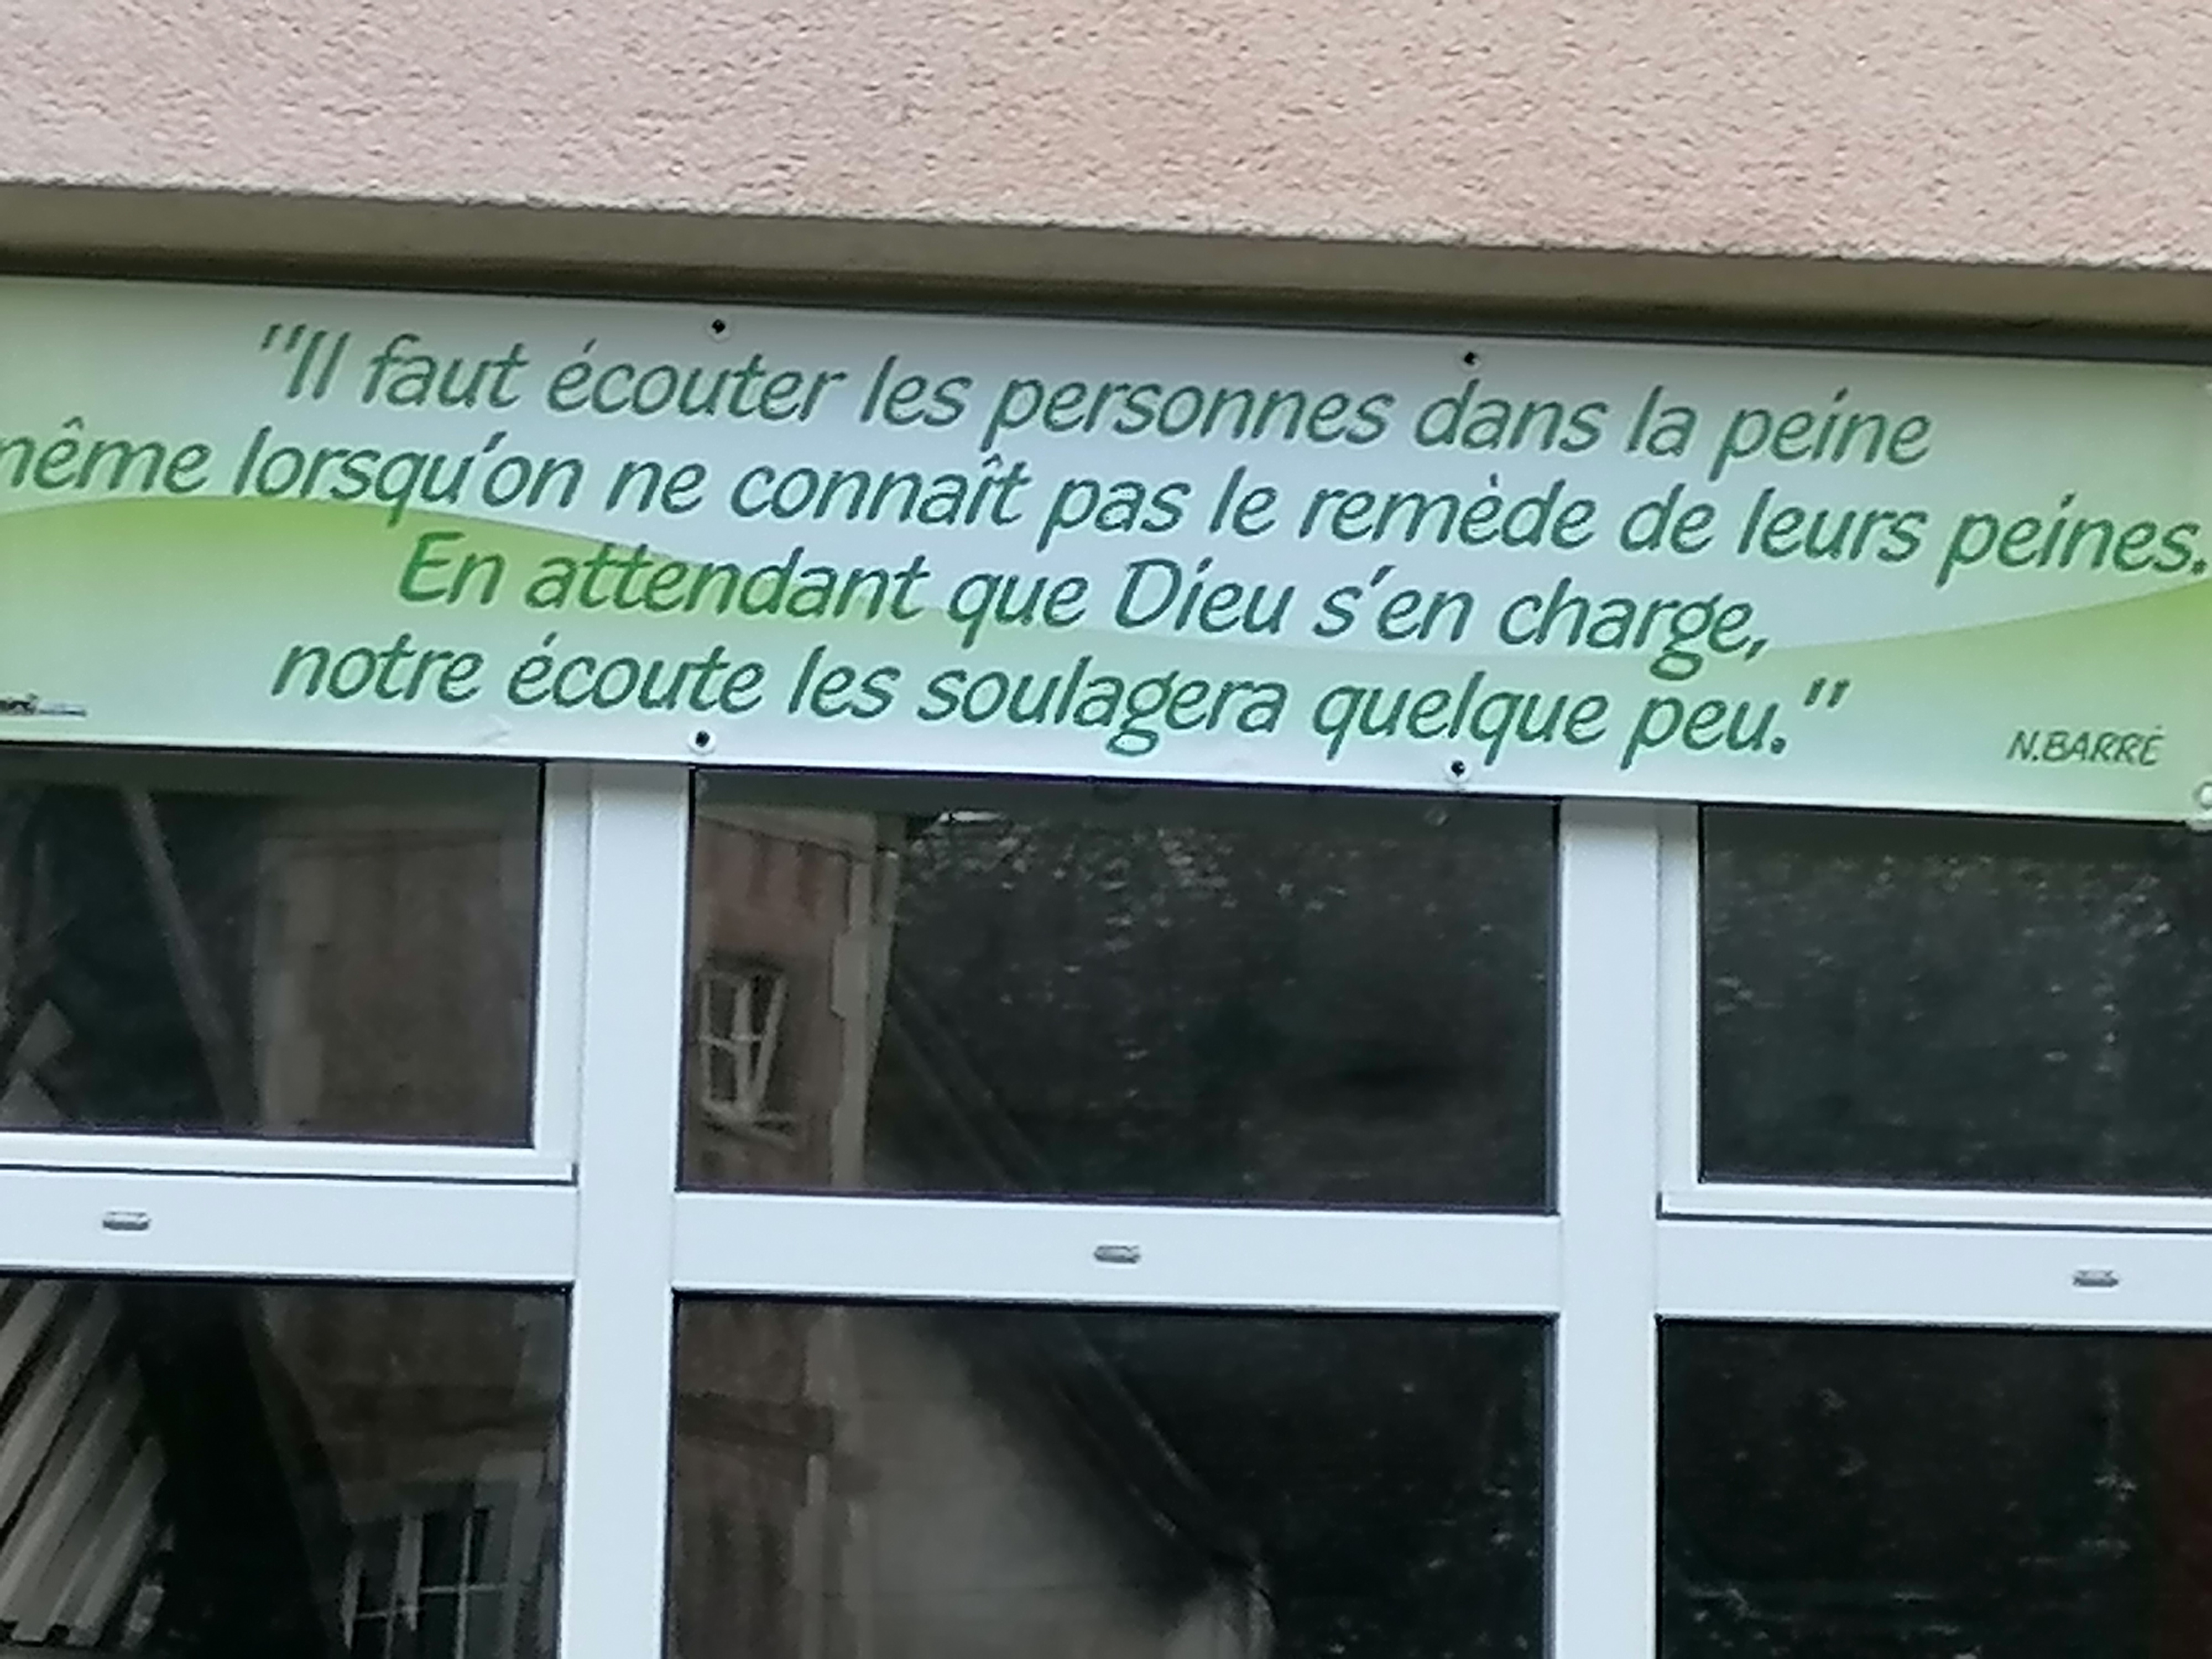 "Il faut écouter les personnes dans la peine
même lorsqu'on ne connaît pas le remède de leurs peines.
En attendant que Dieu s'en charge,
notre écoute les soulagera quelque peu."
N.BARRÉ